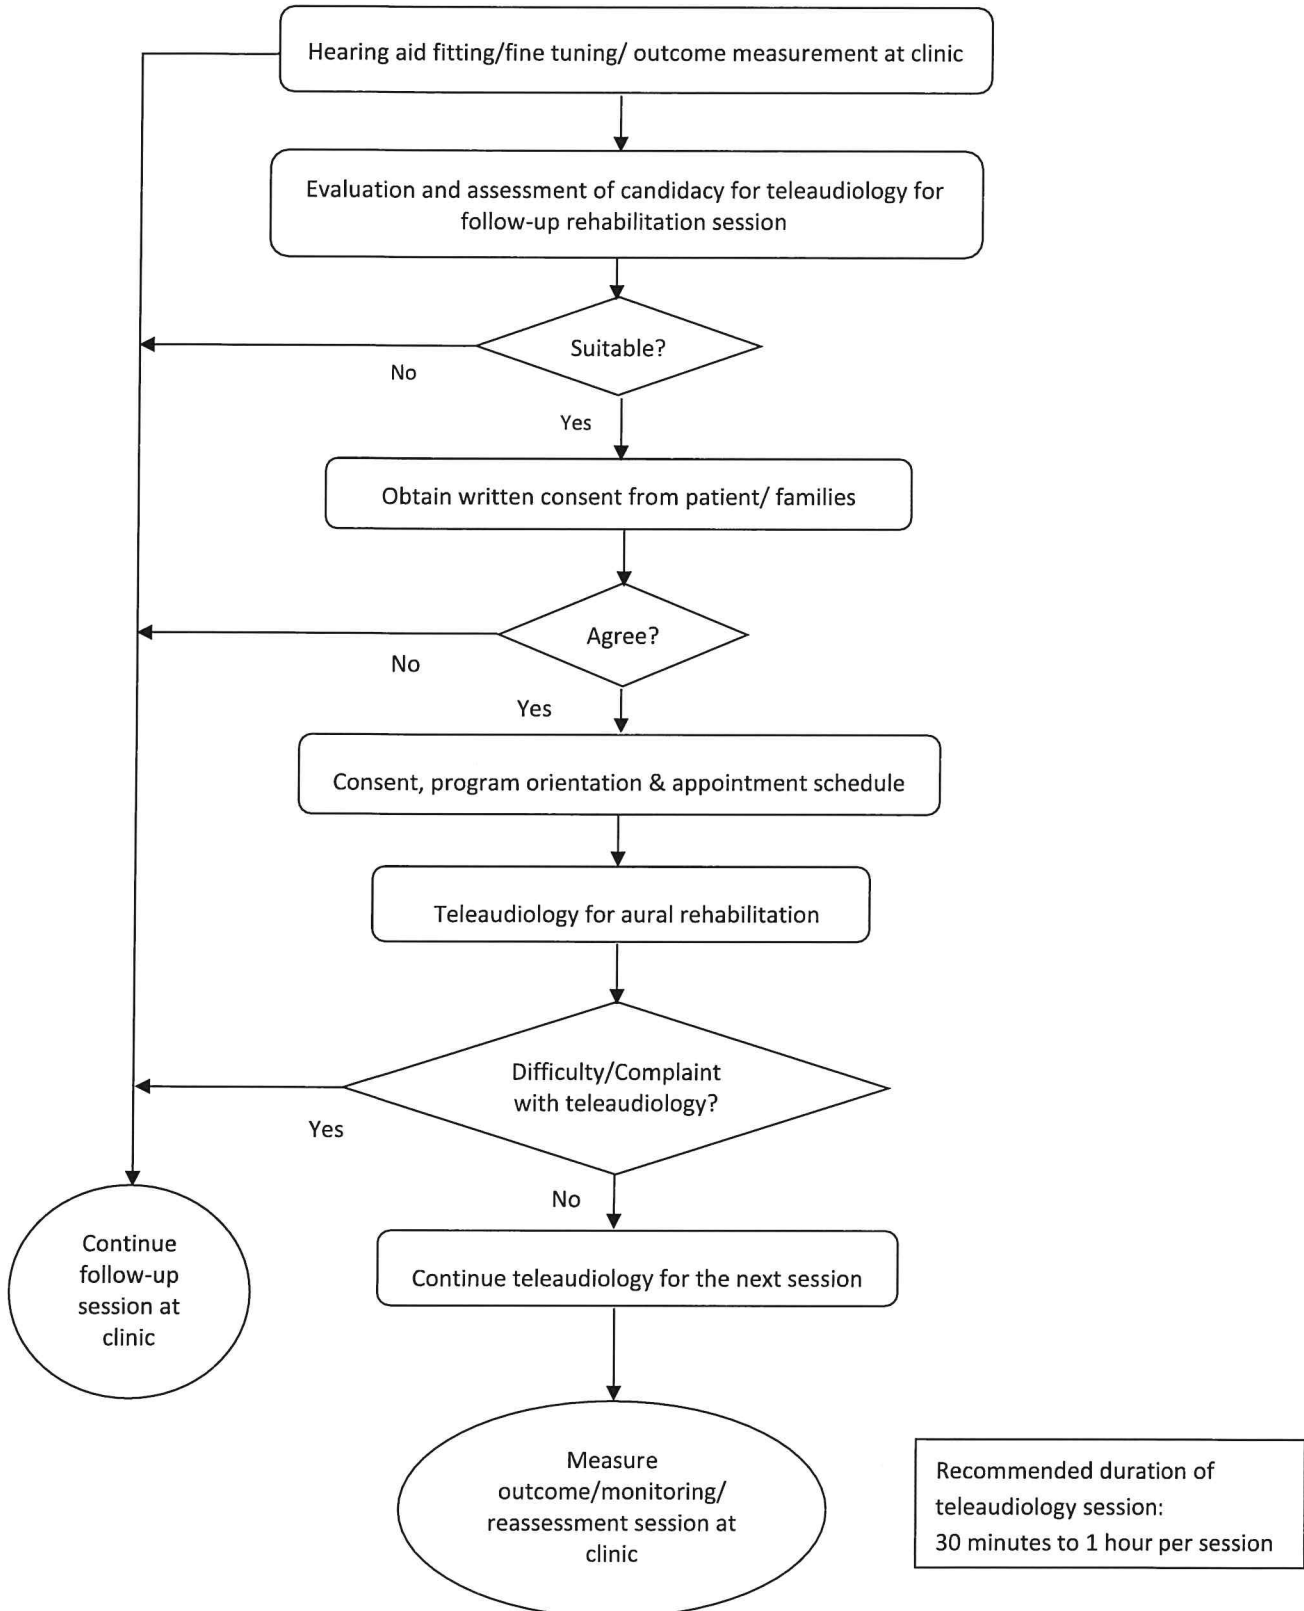 Hearing aid fitting/fine tuning/ outcome measurement at clinic
Evaluation and assessment of candidacy for teleaudiology for
follow-up rehabilitation session
Suitable?
No
Yes
Obtain written consent from patient/ families
Agree?
No
Yes
Consent, program orientation & appointment schedule
Teleaudiology for aural rehabilitation
Difficulty/Complaint
with teleaudiology?
Yes
No
Continue
follow-up
session at
clinic
Continue teleaudiology for the next session
Measure
outcome/monitoring/
reassessment session at
clinic
Recommended duration of
teleaudiology session:
30 minutes to 1 hour per session